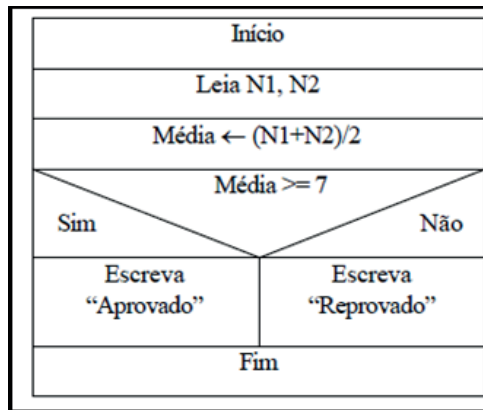 Início
Leia N1, N2
Média ← (N1+N2)/2
Média >= 7
Sim
Não
Escreva
“Aprovado”
Escreva
“Reprovado”
Fim